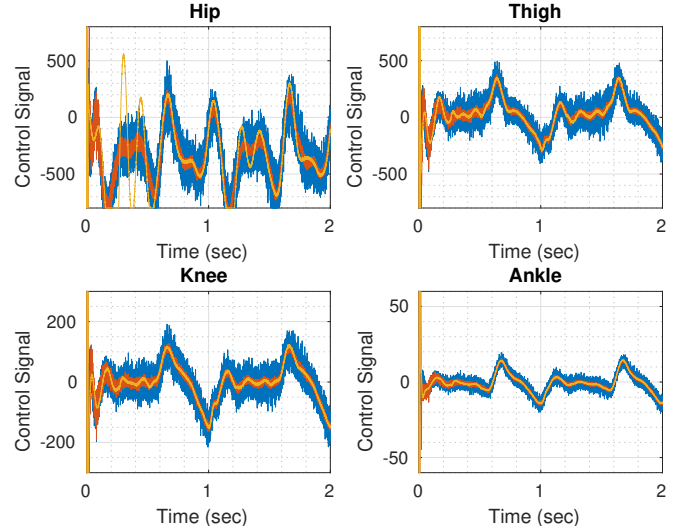 Hip
Control Signal
500
0
-500
0
1
2
Time (sec)
Thigh
Control Signal
500
0
-500
0
1
2
Time (sec)
Knee
Control Signal
200
0
-200
0
1
2
Time (sec)
Ankle
Control Signal
50
0
-50
0
1
2
Time (sec)